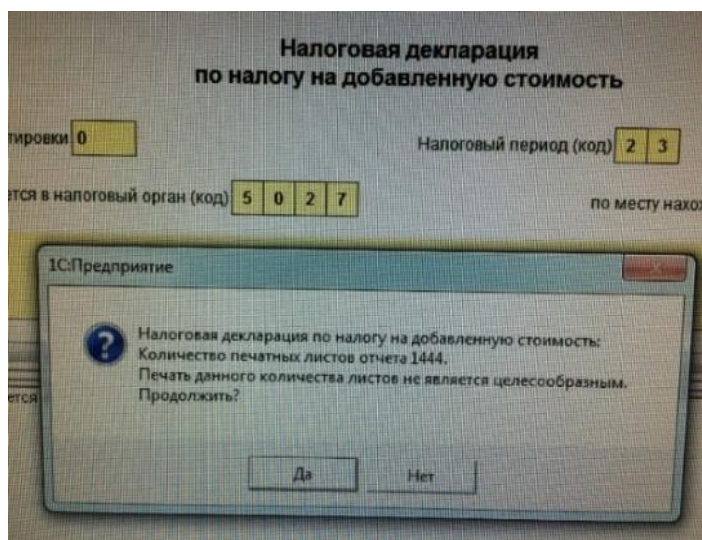 Налоговая декларация
по налогу на добавленную стоимость
тировки 0
Налоговый период (код) 2 3
ется в налоговый орган (код) 5 0 2 7
по месту нахо
1С:Предприятие
Налоговая декларация по налогу на добавленную стоимость:
Количество печатных листов отчета 1444.
Печать данного количества листов не является целесообразным.
Продолжить?
ется
Да
Нет